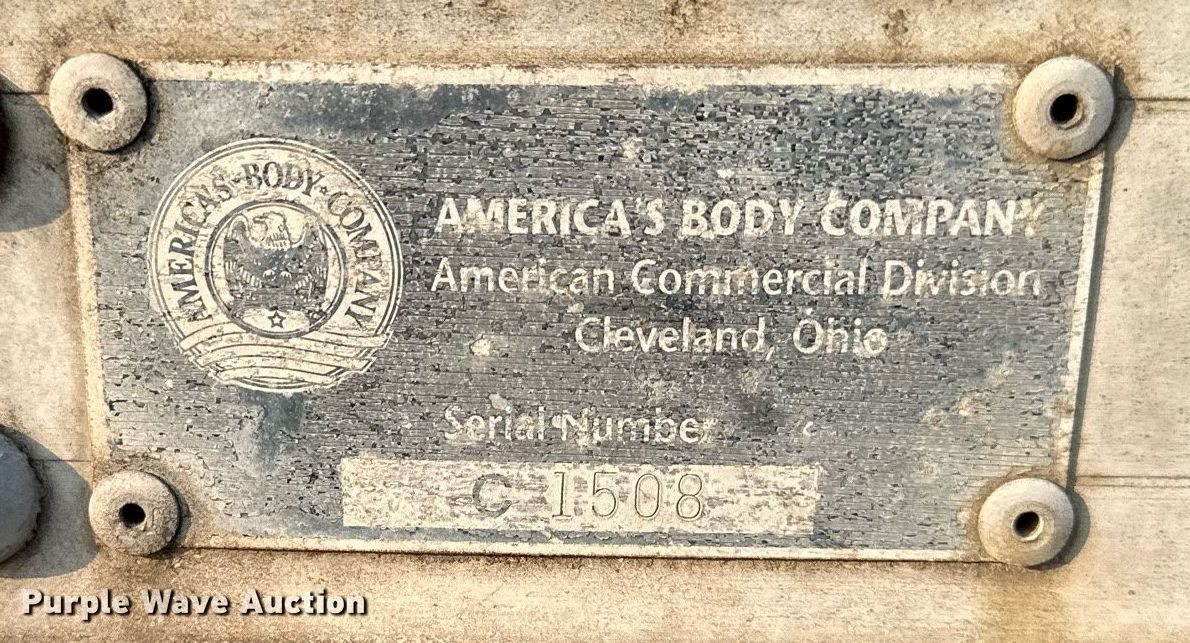 AMERICA'S BODY COMPANY
AMERICA'S BODY COMPANY
American Commercial Division
Cleveland, Ohio
Serial Number
C 1508
Purple Wave Auction